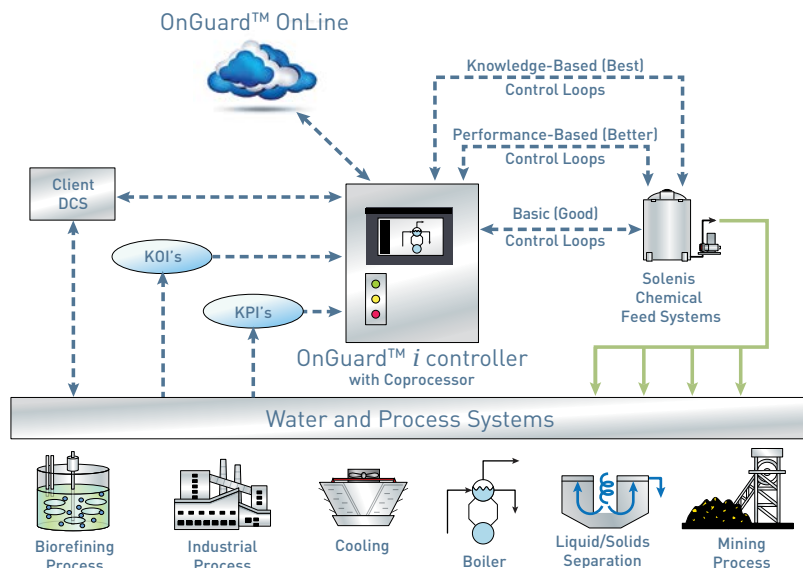 OnGuard™ OnLine
Knowledge-Based (Best)
Control Loops
Performance-Based (Better)
Control Loops
Client
DCS
Basic (Good)
Control Loops
KOI's
KPI's
Solenis
Chemical
Feed Systems
OnGuard™ i controller
with Coprocessor
Water and Process Systems
Biorefining
Process
Industrial
Process
Cooling
Boiler
Liquid/Solids
Separation
Mining
Process